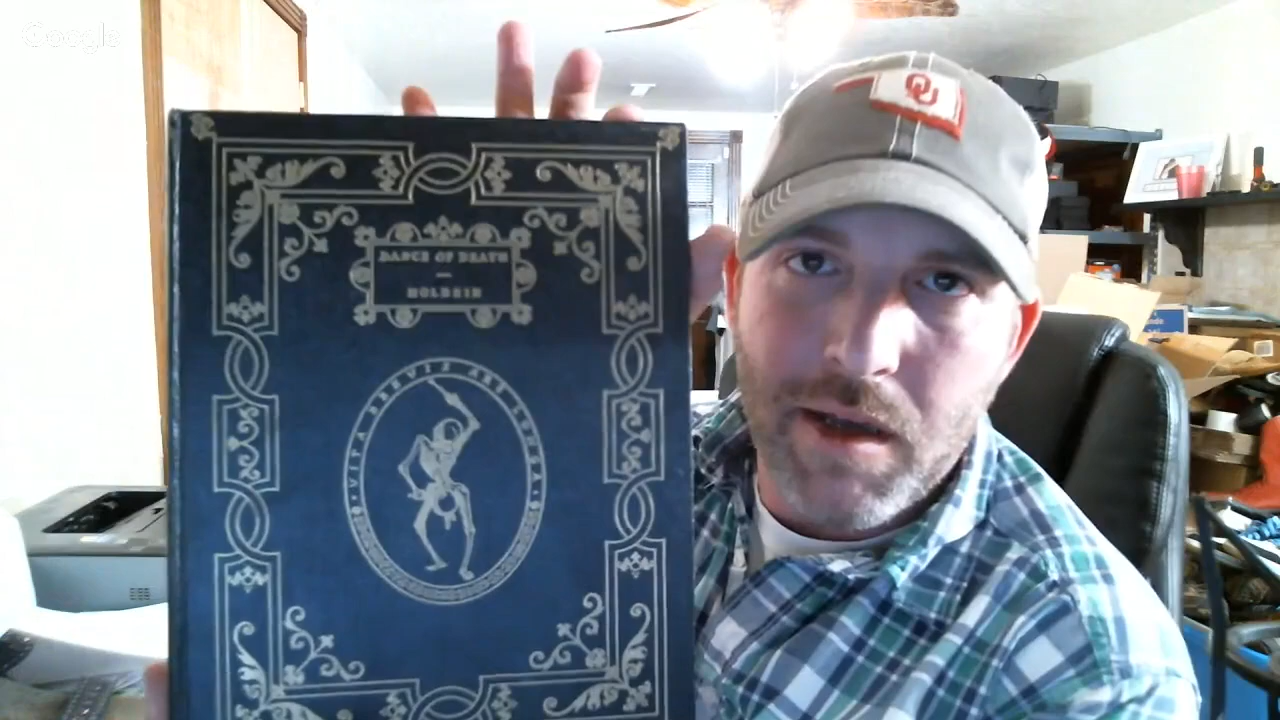 Google
OU
DANCE OF DEATH
HOLBEIN
VITA BREVIS ARS LONGA